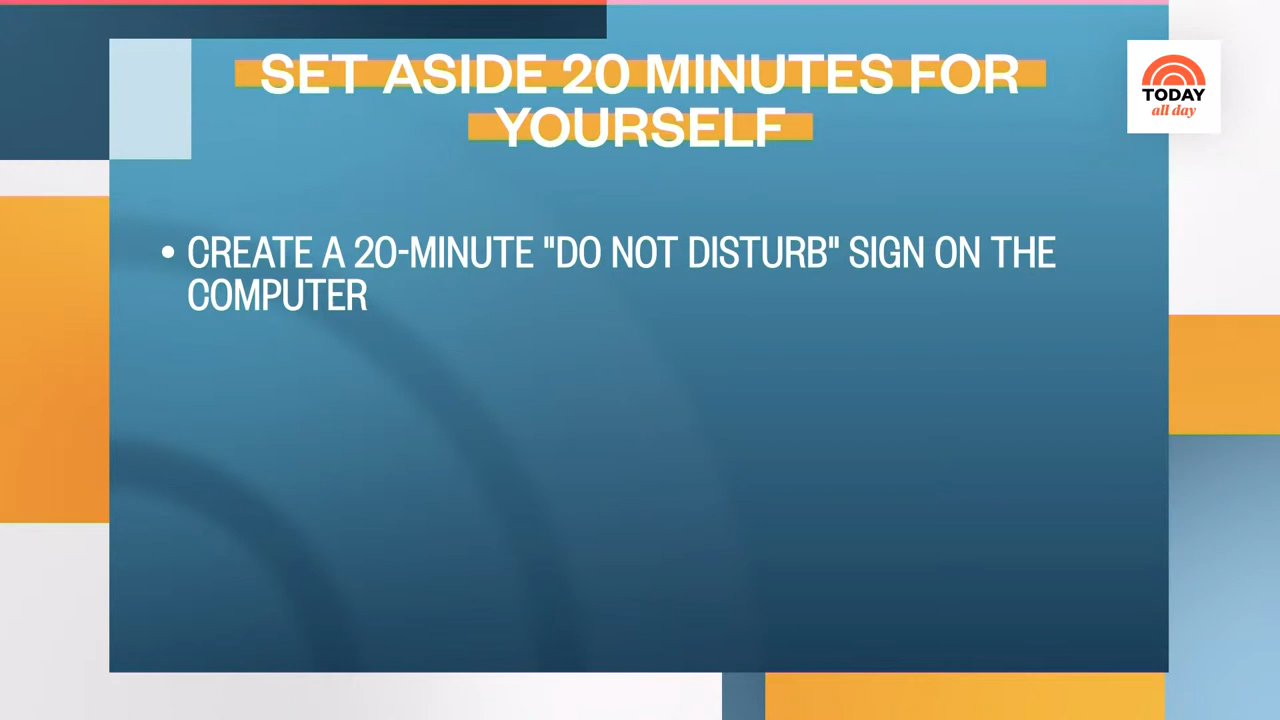 SET ASIDE 20 MINUTES FOR
YOURSELF
TODAY
all day
• CREATE A 20-MINUTE "DO NOT DISTURB" SIGN ON THE
COMPUTER